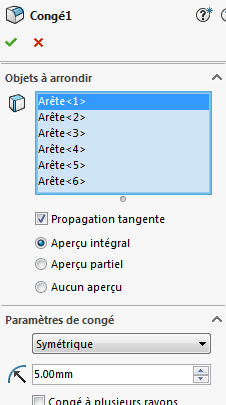 Congé1
Objets à arrondir
Arête<1>
Arête<2>
Arête<3>
Arête<4>
Arête<5>
Arête<6>
Propagation tangente
Aperçu intégral
Aperçu partiel
Aucun aperçu
Paramètres de congé
Symétrique
5.00mm
Congé à plusieurs rayons